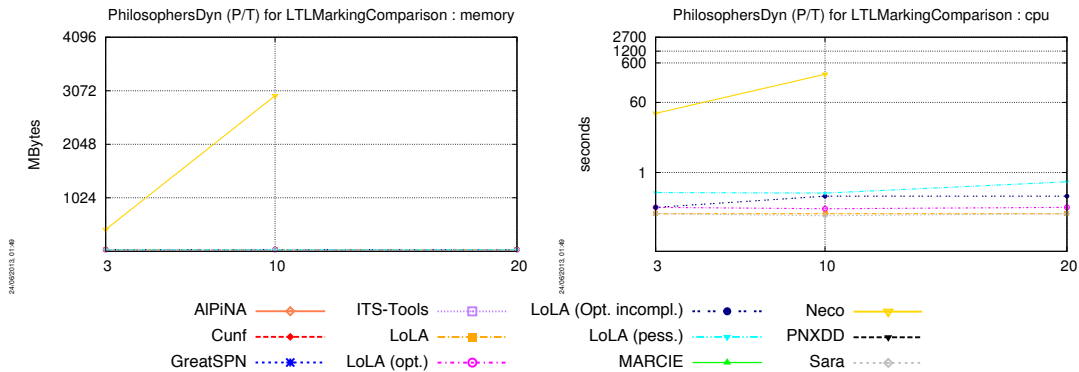 PhilosophersDyn (P/T) for LTLMarkingComparison : memory
4096
3072
2048
1024
MBytes
3
10
20
24/06/2013, 01:49
PhilosophersDyn (P/T) for LTLMarkingComparison : cpu
2700
1200
600
60
1
seconds
3
10
20
24/06/2013, 01:49
AlPiNA
Cunf
GreatSPN
ITS-Tools
LoLA
LoLA (opt.)
LoLA (Opt. incompl.)
LoLA (pess.)
MARCIE
Neco
PNXDD
Sara